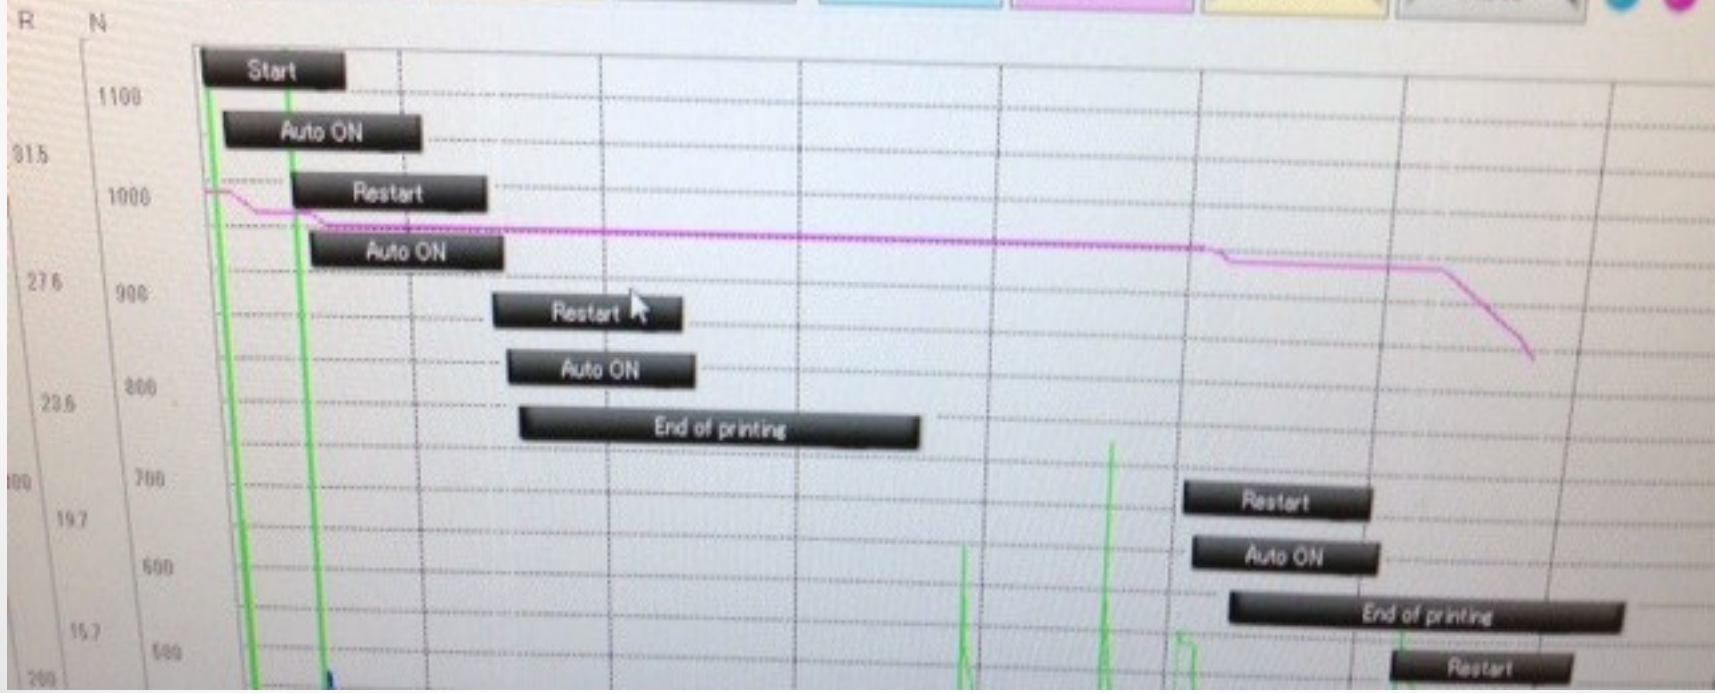 R N
Start
1100
Auto ON
31.5
Restart
1000
Auto ON
27.6
900
Restart
Auto ON
800
23.6
End of printing
700
Restart
19.7
Auto ON
600
End of printing
15.7
500
Restart
200